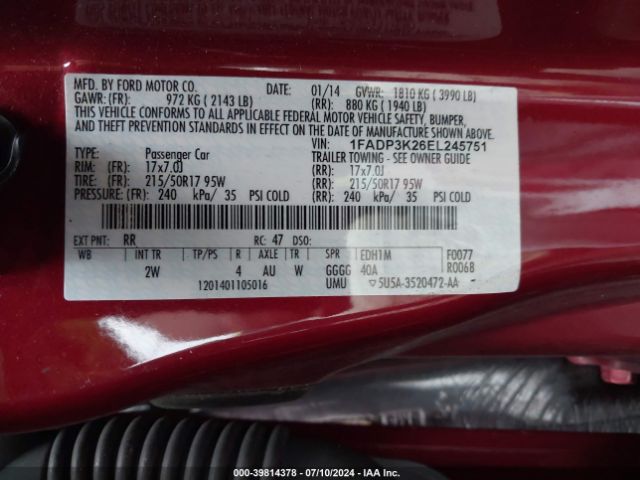 MFD. BY FORD MOTOR CO.
DATE: 01/14 GVWR: 1810 KG ( 3990 LB)
GAWR: (FR): 972 KG ( 2143 LB) (RR): 880 KG ( 1940 LB)
THIS VEHICLE CONFORMS TO ALL APPLICABLE FEDERAL MOTOR VEHICLE SAFETY, BUMPER,
AND THEFT PREVENTION STANDARDS IN EFFECT ON THE DATE OF MANUFACTURE SHOWN ABOVE.
VIN: 1FADP3K26EL245751
TYPE: Passenger Car TRAILER TOWING - SEE OWNER GUIDE
RIM: (FR): 17x7.0J (RR): 17x7.0J
TIRE: (FR): 215/50R17 95W (RR): 215/50R17 95W
PRESSURE: (FR): 240 kPa/ 35 PSI COLD (RR): 240 kPa/ 35 PSI COLD
EXT PNT: RR RC: 47 DSO:
WB INT TR TP/PS R AXLE TR SPR EDH1M F0077
2W 4 AU W GGGG 40A R0068
1201401105016 UMU ▽5U5A-3520472-AA
000-39814378 / 07/10/2024 / IAA Inc.